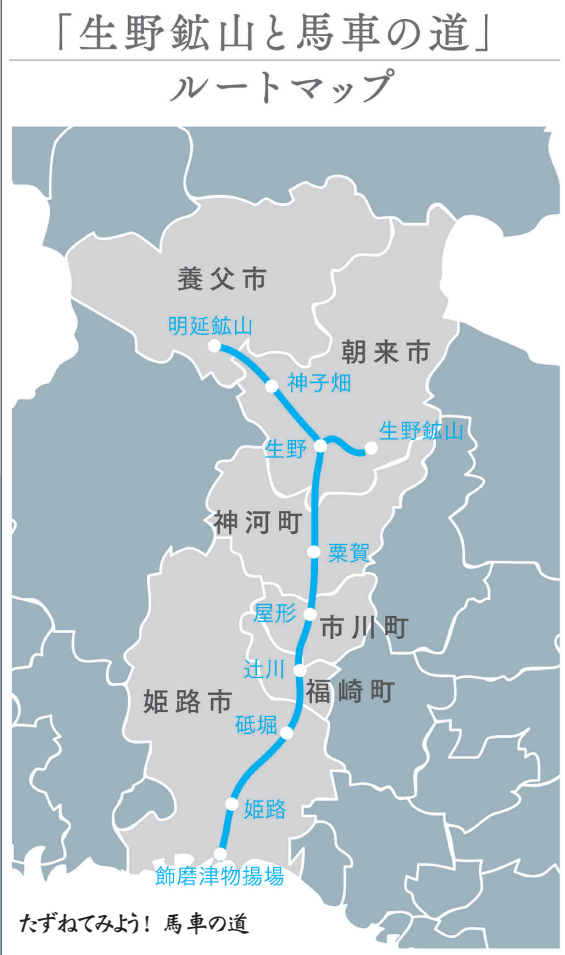 「生野鉱山と馬車の道」
ルートマップ
養父市
明延鉱山
朝来市
神子畑
生野鉱山
生野
神河町
粟賀
屋形
市川町
辻川
福崎町
姫路市
砥堀
姫路
飾磨津物揚場
たずねてみよう! 馬車の道